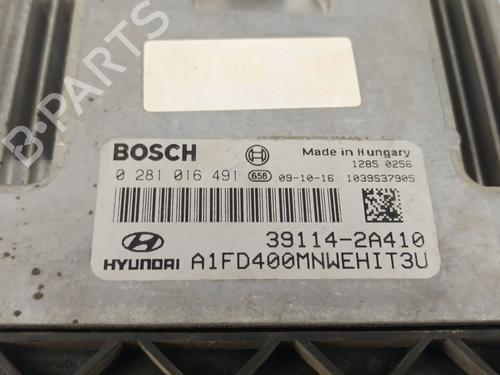 B-PARTS
BOSCH Made in Hungary
1285 0256
0 281 016 491 658 09-10-16 1039S37905
39114-2A410
HYUNDAI A1FD400MNWEHIT3U